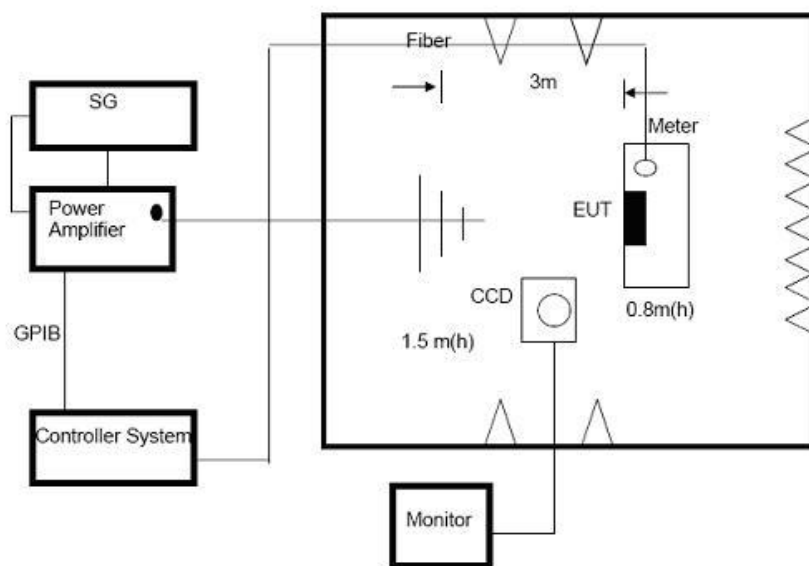 Fiber
3m
SG
Meter
Power
Amplifier
EUT
CCD
0.8m(h)
GPIB
1.5 m(h)
Controller System
Monitor